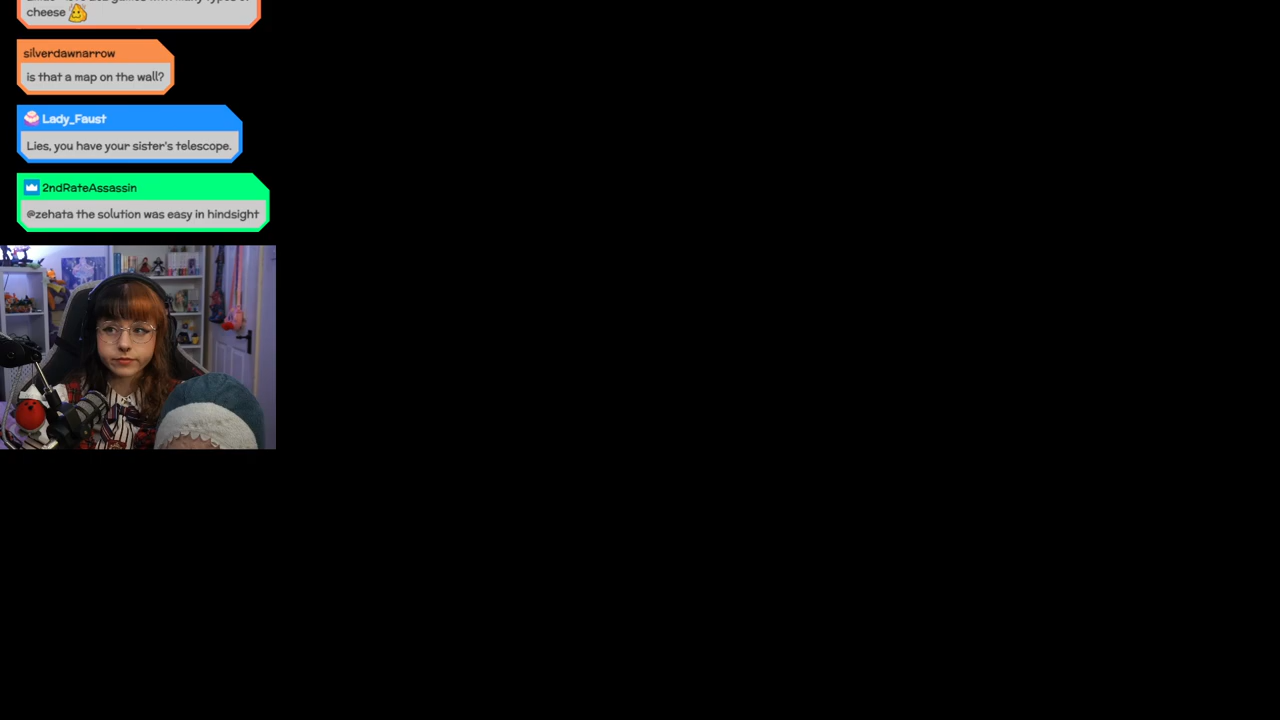 cheese
silverdawnarrow
is that a map on the wall?
Lady_Faust
Lies, you have your sister's telescope.
2ndRateAssassin
@zehata the solution was easy in hindsight